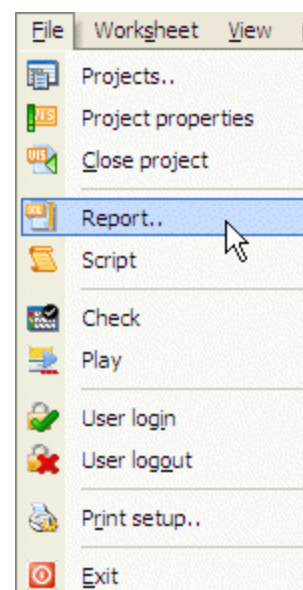 File Worksheet View
Projects..
Project properties
Close project
Report..
Script
Check
Play
User login
User logout
Print setup..
Exit